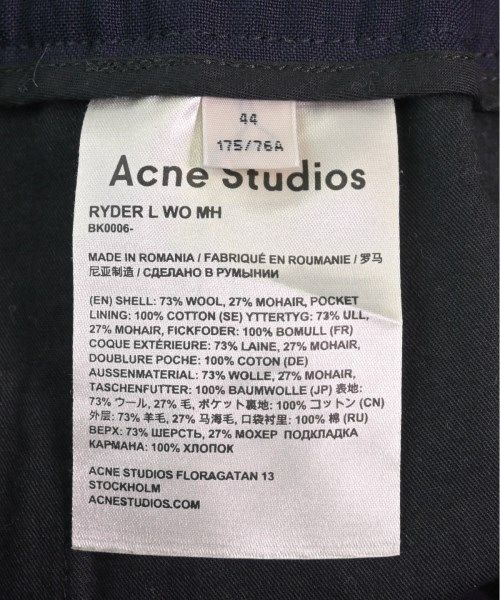 44
175/76A
Acne Studios
RYDER L WO MH
BK0006-
MADE IN ROMANIA / FABRIQUÉ EN ROUMANIE / 罗马
尼亚制造 / СДЕЛАНО В РУМЫНИИ
(EN) SHELL: 73% WOOL, 27% MOHAIR, POCKET
LINING: 100% COTTON (SE) YTTERTYG: 73% ULL,
27% MOHAIR, FICKFODER: 100% BOMULL (FR)
COQUE EXTÉRIEURE: 73% LAINE, 27% MOHAIR,
DOUBLURE POCHE: 100% COTON (DE)
AUSSENMATERIAL: 73% WOLLE, 27% MOHAIR,
TASCHENFUTTER: 100% BAUMWOLLE (JP) 表地:
73% ウール, 27% 毛, ポケット裏地: 100% コットン (CN)
外层: 73% 羊毛, 27% 马海毛, 口袋衬里: 100% 棉 (RU)
ВЕРХ: 73% ШЕРСТЬ, 27% МОХЕР ПОДКЛАДКА
КАРМАНА: 100% ХЛОПОК
ACNE STUDIOS FLORAGATAN 13
STOCKHOLM
ACNESTUDIOS.COM